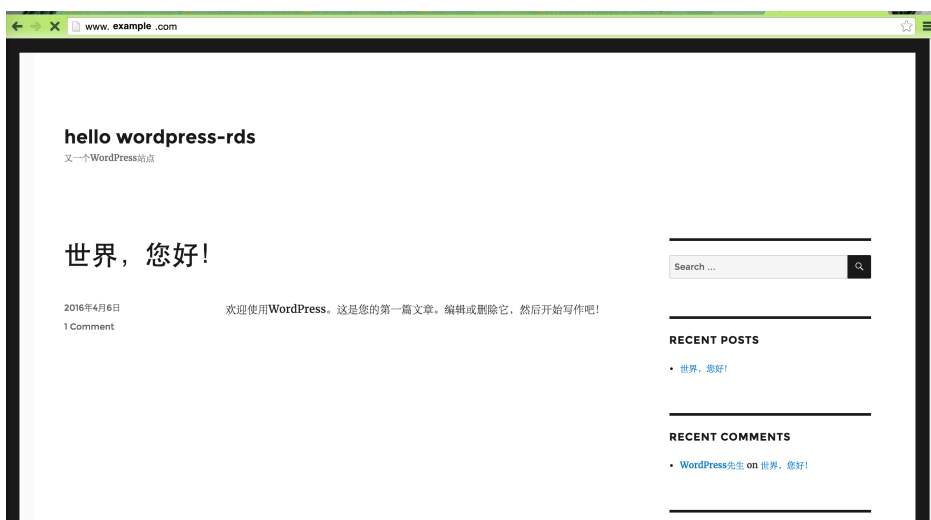 www. example .com
hello wordpress-rds
又一个WordPress站点
世界，您好！
2016年4月6日
1 Comment
欢迎使用WordPress。这是您的第一篇文章。编辑或删除它，然后开始写作吧！
Search ...
RECENT POSTS
世界，您好！
RECENT COMMENTS
WordPress先生 on 世界，您好！